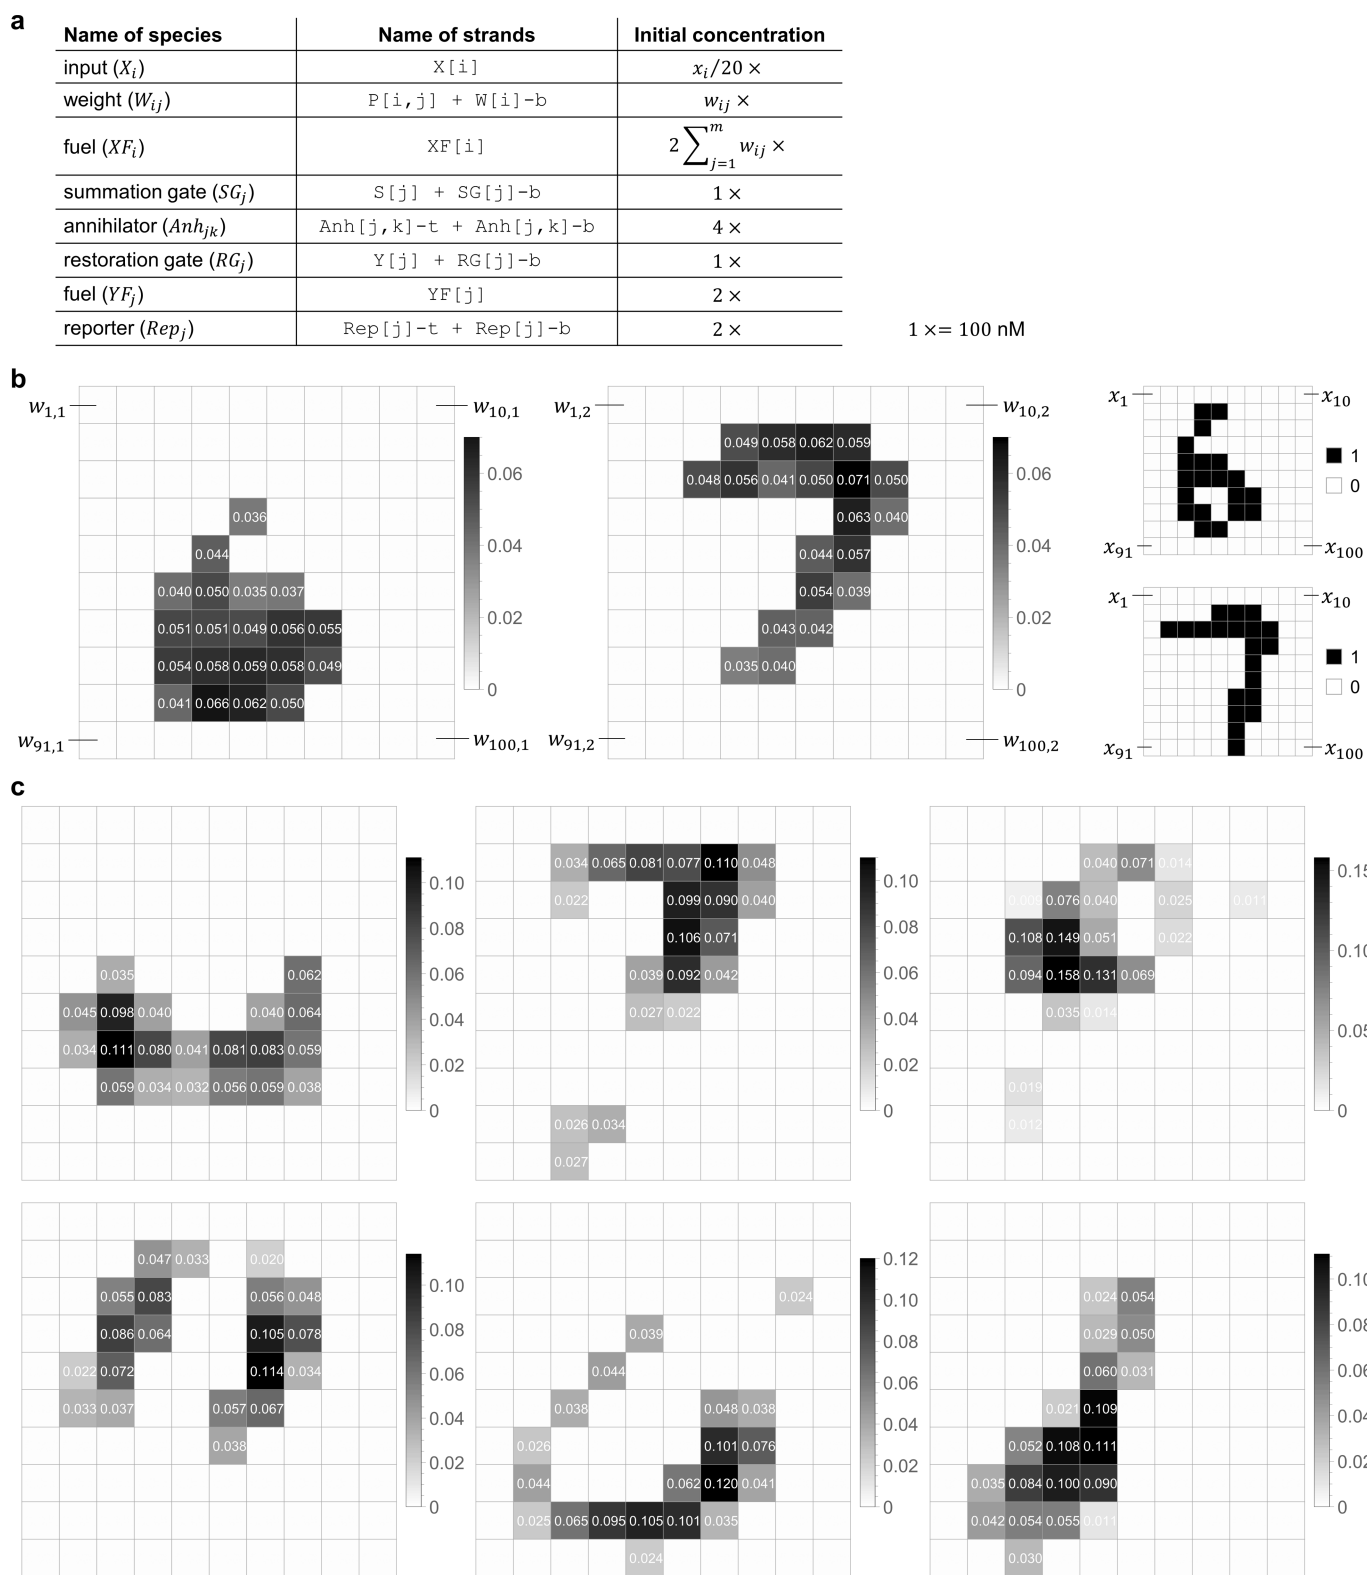 a
Name of species Name of strands Initial concentration
input (Xᵢ) X[i] xᵢ/20 ×
weight (Wᵢⱼ) P[i,j] + W[i]-b wᵢⱼ ×
fuel (XFᵢ) XF[i] 2 ∑ᵐⱼ₌₁ wᵢⱼ ×
summation gate (SGⱼ) S[j] + SG[j]-b 1 ×
annihilator (Anhⱼₖ) Anh[j,k]-t + Anh[j,k]-b 4 ×
restoration gate (RGⱼ) Y[j] + RG[j]-b 1 ×
fuel (YFⱼ) YF[j] 2 ×
reporter (Repⱼ) Rep[j]-t + Rep[j]-b 2 × 1 ×= 100 nM
b
w₁,₁ w₁₀,₁
0.036
0.044
0.040 0.050 0.035 0.037
0.051 0.051 0.049 0.056 0.055
0.054 0.058 0.059 0.058 0.049
0.041 0.066 0.062 0.050
w₉₁,₁ w₁₀₀,₁
0.06
0.04
0.02
0
w₁,₂ w₁₀,₂
0.049 0.058 0.062 0.059
0.048 0.056 0.041 0.050 0.071 0.050
0.063 0.040
0.044 0.057
0.054 0.039
0.043 0.042
0.035 0.040
w₉₁,₂ w₁₀₀,₂
0.06
0.04
0.02
0
x₁ x₁₀
1
0
x₉₁ x₁₀₀
x₁ x₁₀
1
0
x₉₁ x₁₀₀
c
0.035 0.062
0.045 0.098 0.040 0.040 0.064
0.034 0.111 0.080 0.041 0.081 0.083 0.059
0.059 0.034 0.032 0.056 0.059 0.038
0.10
0.08
0.06
0.04
0.02
0
0.034 0.065 0.081 0.077 0.110 0.048
0.022 0.099 0.090 0.040
0.106 0.071
0.039 0.092 0.042
0.027 0.022
0.026 0.034
0.027
0.10
0.08
0.06
0.04
0.02
0
0.040 0.071 0.014
0.076 0.040 0.025 0.011
0.108 0.149 0.051 0.022
0.094 0.158 0.131 0.069
0.035 0.014
0.019
0.012
0.15
0.10
0.05
0
0.047 0.033 0.020
0.055 0.083 0.056 0.048
0.086 0.064 0.105 0.078
0.022 0.072 0.114 0.034
0.033 0.037 0.057 0.067
0.038
0.10
0.08
0.06
0.04
0.02
0
0.024
0.039
0.044
0.038 0.048 0.038
0.026 0.101 0.076
0.044 0.062 0.120 0.041
0.025 0.065 0.095 0.105 0.101 0.035
0.024
0.12
0.10
0.08
0.06
0.04
0.02
0
0.024 0.054
0.029 0.050
0.060 0.031
0.021 0.109
0.052 0.108 0.111
0.035 0.084 0.100 0.090
0.042 0.054 0.055 0.011
0.030
0.10
0.08
0.06
0.04
0.02
0